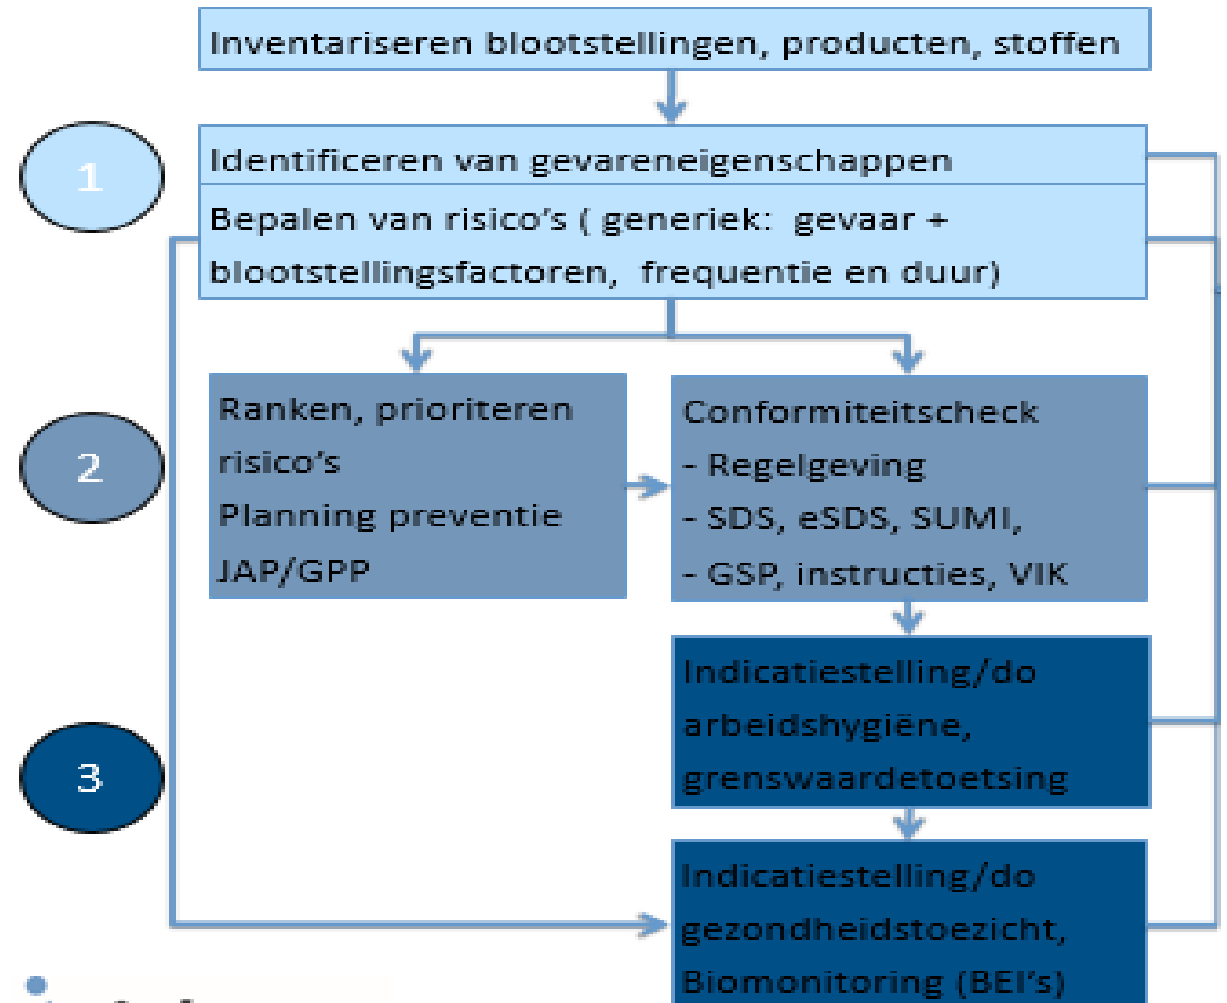 Inventariseren blootstellingen, producten, stoffen
1
Identificeren van gevareneigenschappen
Bepalen van risico's ( generiek: gevaar +
blootstellingsfactoren, frequentie en duur)
2
Ranken, prioriteren
risico's
Planning preventie
JAP/GPP
Conformiteitscheck
- Regelgeving
- SDS, eSDS, SUMI,
- GSP, instructies, VIK
3
Indicatiestelling/do
arbeidshygiëne,
grenswaardetoetsing
Indicatiestelling/do
gezondheidstoezicht,
Biomonitoring (BEI's)